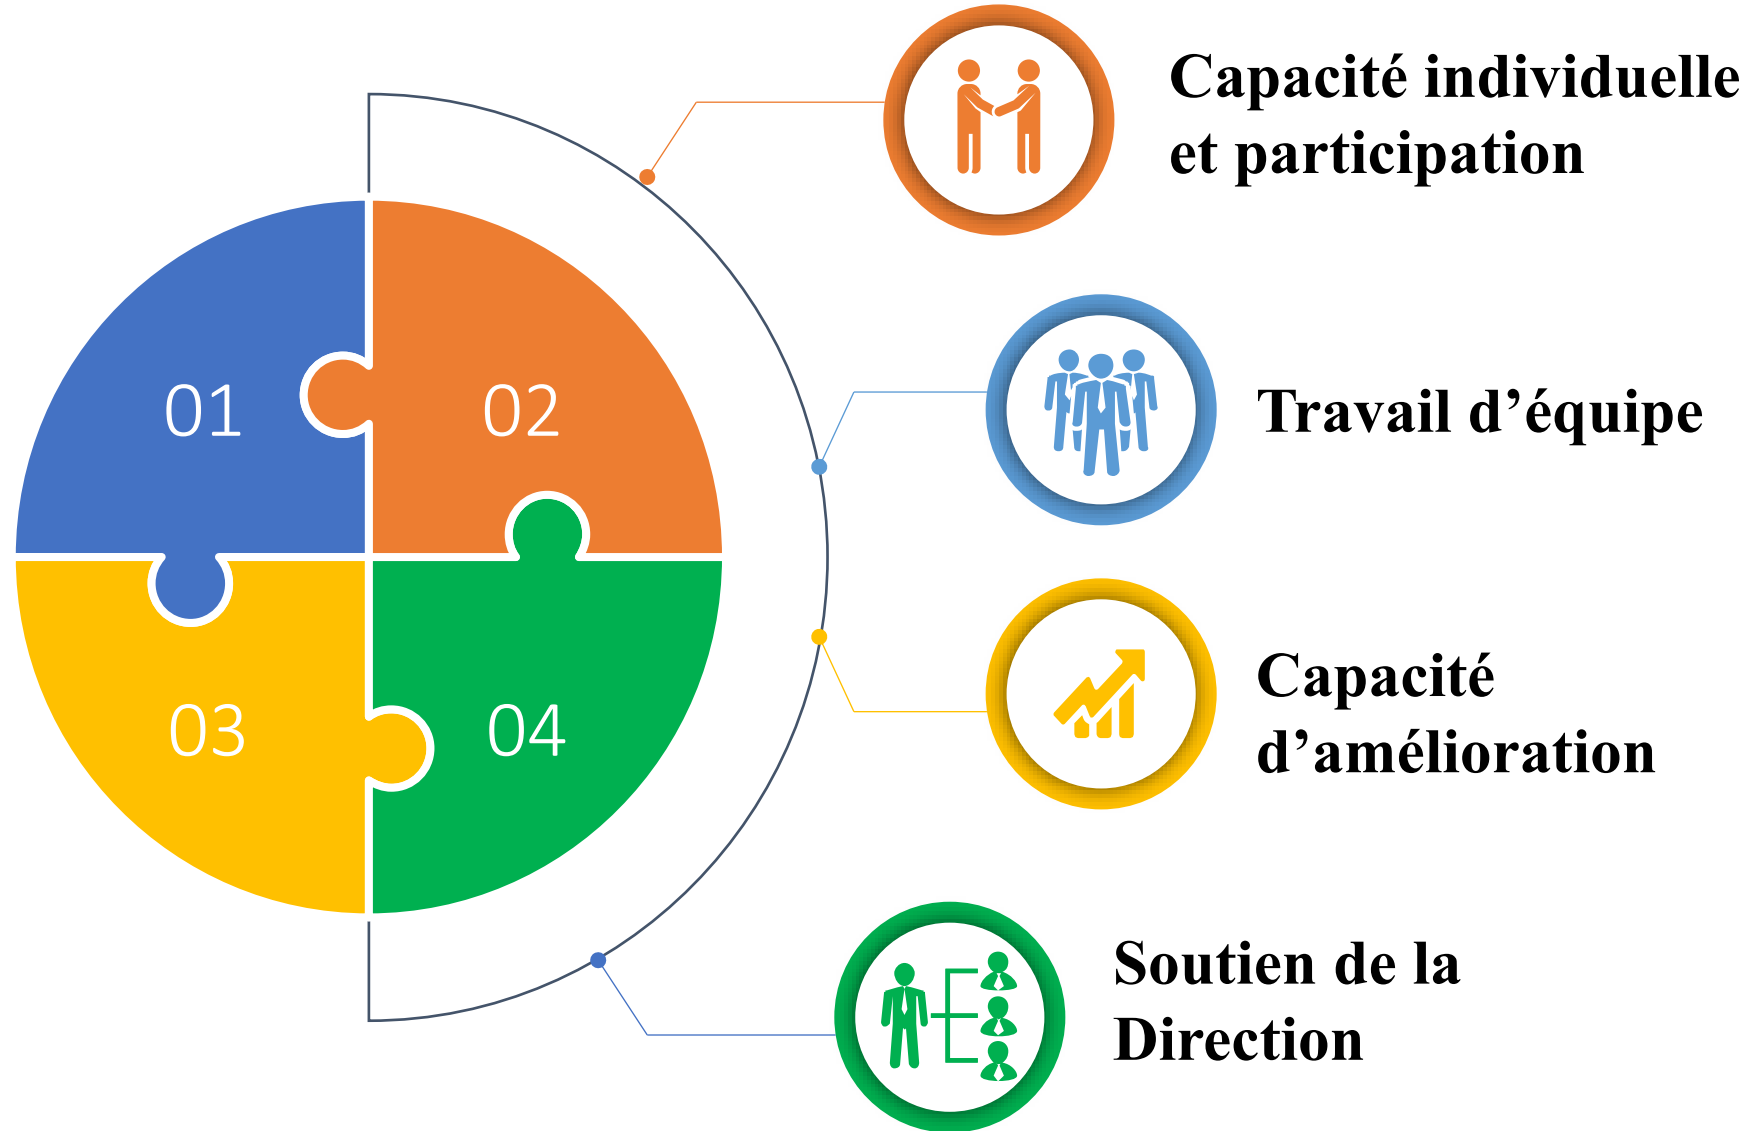 01
02
03
04
Capacité individuelle
et participation
Travail d’équipe
Capacité
d’amélioration
Soutien de la
Direction